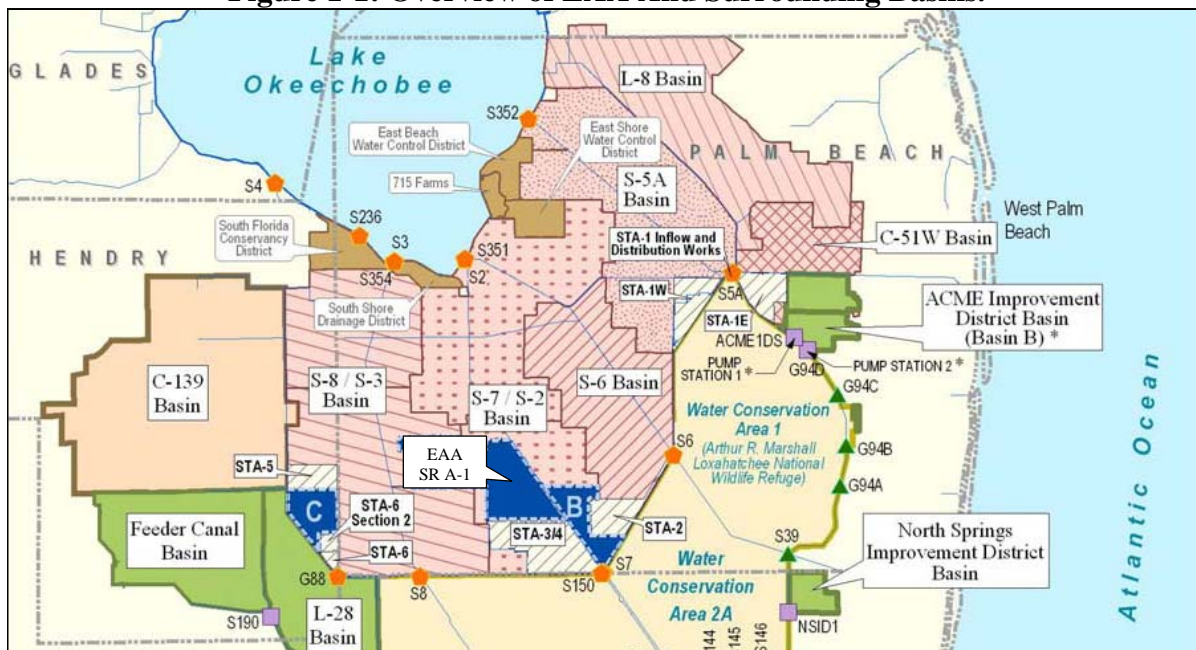 Figure 1-1. Overview of EAA And Surrounding Basins.
GLADES
Lake
Okeechobee
L-8 Basin
S352
East Beach
Water Control District
East Shore
Water Control
District
PALM BEACH
715 Farms
S-5A
Basin
S4
West Palm
Beach
S236
South Florida
Conservancy
District
S3
S354
S351
S2
STA-1 Inflow and
Distribution Works
C-51W Basin
HENDRY
South Shore
Drainage District
STA-1W
S5A
STA-1E
ACME Improvement
District Basin
(Basin B) *
ACME1DS
PUMP
STATION 1 *
G94D
PUMP STATION 2 *
C-139
Basin
S-8 / S-3
Basin
S-7 / S-2
Basin
S-6 Basin
G94C
Water Conservation
Area 1
(Arthur R. Marshall
Loxahatchee National
Wildlife Refuge)
S6
G94B
G94A
EAA
SR A-1
STA-5
C
B
STA-6
Section 2
STA-2
Feeder Canal
Basin
STA-6
STA-3/4
North Springs
Improvement District
Basin
S39
Atlantic Ocean
G88
S8
S150
S7
Water
Conservation
Area 2A
S190
L-28
Basin
NSID1
144
145
S146